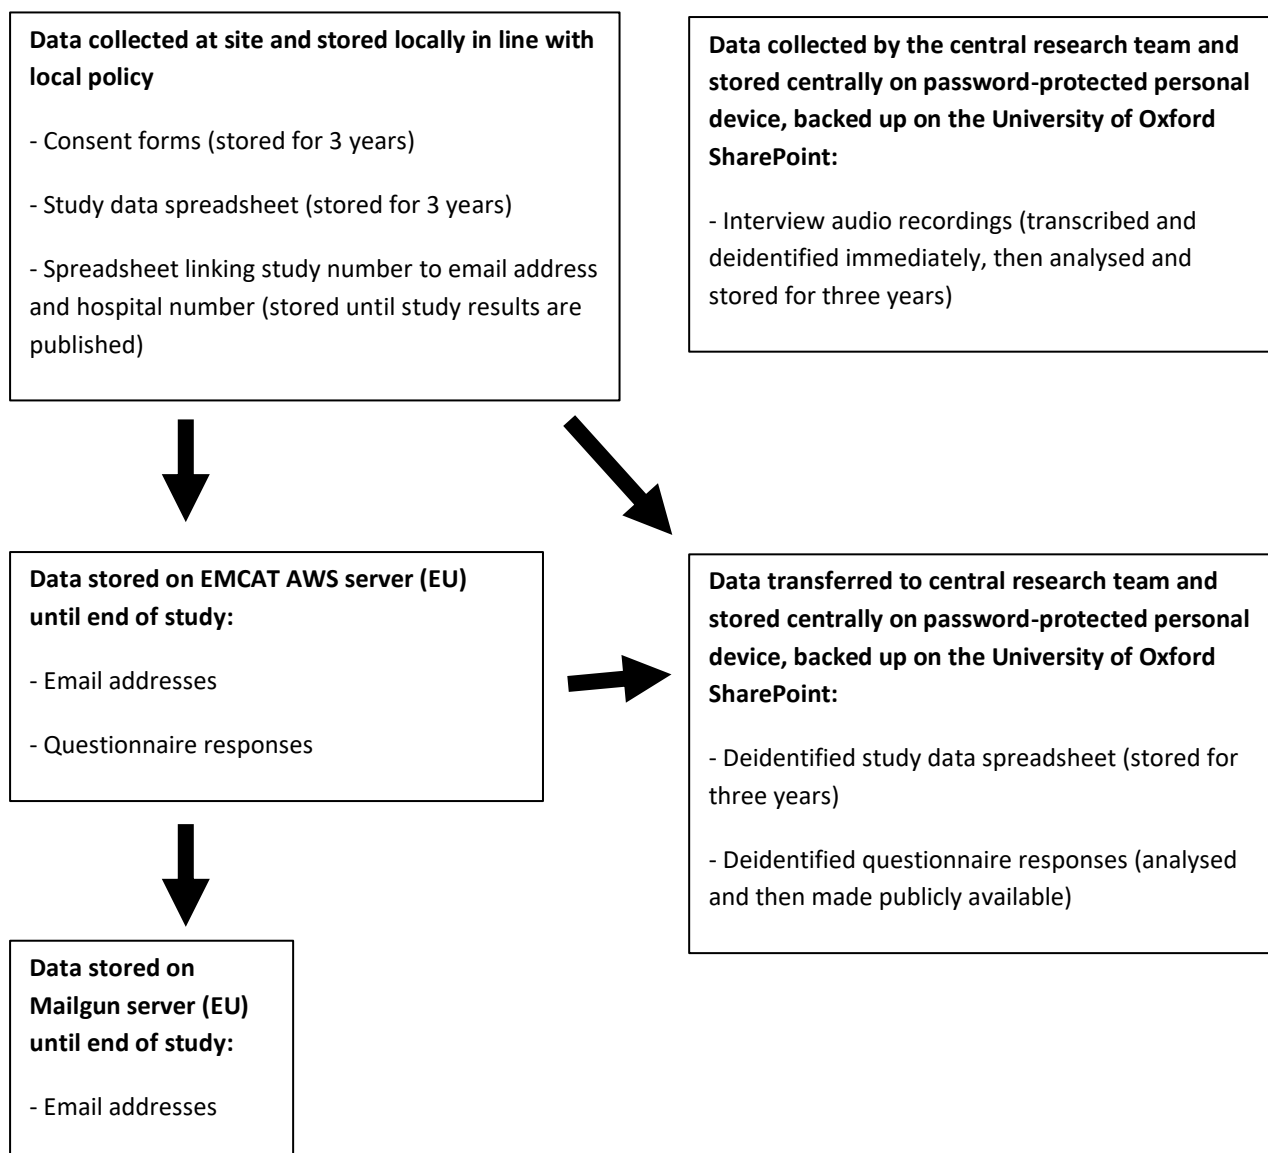 Data collected at site and stored locally in line with
local policy
- Consent forms (stored for 3 years)
- Study data spreadsheet (stored for 3 years)
- Spreadsheet linking study number to email address
and hospital number (stored until study results are
published)
Data collected by the central research team and
stored centrally on password-protected personal
device, backed up on the University of Oxford
SharePoint:
- Interview audio recordings (transcribed and
deidentified immediately, then analysed and
stored for three years)
Data stored on EMCAT AWS server (EU)
until end of study:
- Email addresses
- Questionnaire responses
Data transferred to central research team and
stored centrally on password-protected personal
device, backed up on the University of Oxford
SharePoint:
- Deidentified study data spreadsheet (stored for
three years)
- Deidentified questionnaire responses (analysed
and then made publicly available)
Data stored on
Mailgun server (EU)
until end of study:
- Email addresses